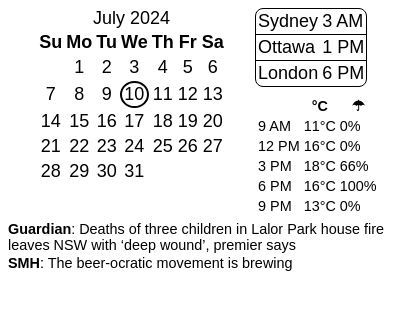 July 2024
Su Mo Tu We Th Fr Sa
1 2 3 4 5 6
7 8 9 10 11 12 13
14 15 16 17 18 19 20
21 22 23 24 25 26 27
28 29 30 31
Sydney 3 AM
Ottawa 1 PM
London 6 PM
°C ☂
9 AM 11°C 0%
12 PM 16°C 0%
3 PM 18°C 66%
6 PM 16°C 100%
9 PM 13°C 0%
Guardian: Deaths of three children in Lalor Park house fire
leaves NSW with ‘deep wound’, premier says
SMH: The beer-ocratic movement is brewing